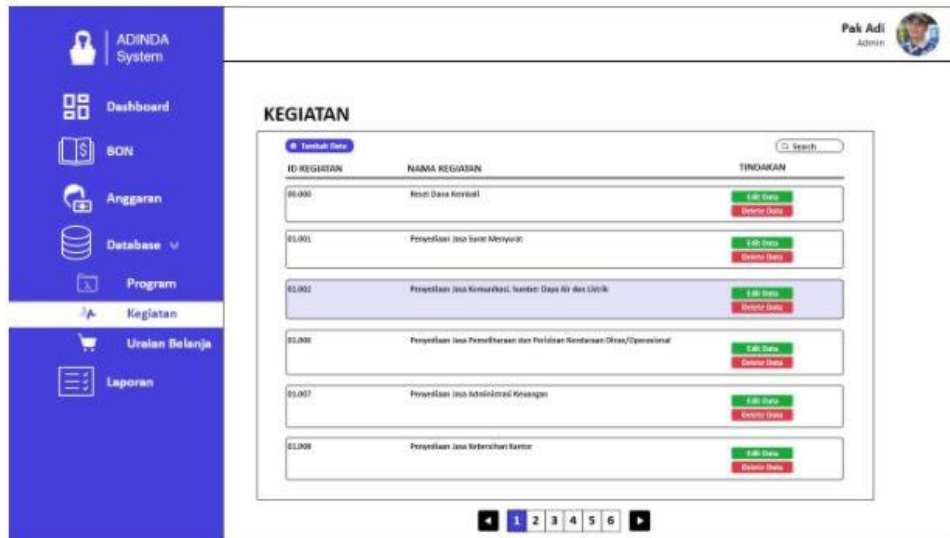 ADINDA
System
Pak Adi
Admin
Dashboard
BON
Anggaran
Database
Program
Kegiatan
Uraian Belanja
Laporan
KEGIATAN
Tambah Data
Search
ID KEGIATAN NAMA KEGIATAN TINDAKAN
00.000 Reset Dana Kembali Edit Data
Delete Data
01.001 Penyediaan Jasa Surat Menyurat Edit Data
Delete Data
01.002 Penyediaan Jasa Komunikasi, Sumber Daya Air dan Listrik Edit Data
Delete Data
01.006 Penyediaan Jasa Pemeliharaan dan Perizinan Kendaraan Dinas/Operasional Edit Data
Delete Data
01.007 Penyediaan Jasa Administrasi Keuangan Edit Data
Delete Data
01.008 Penyediaan Jasa Kebersihan Kantor Edit Data
Delete Data
1 2 3 4 5 6